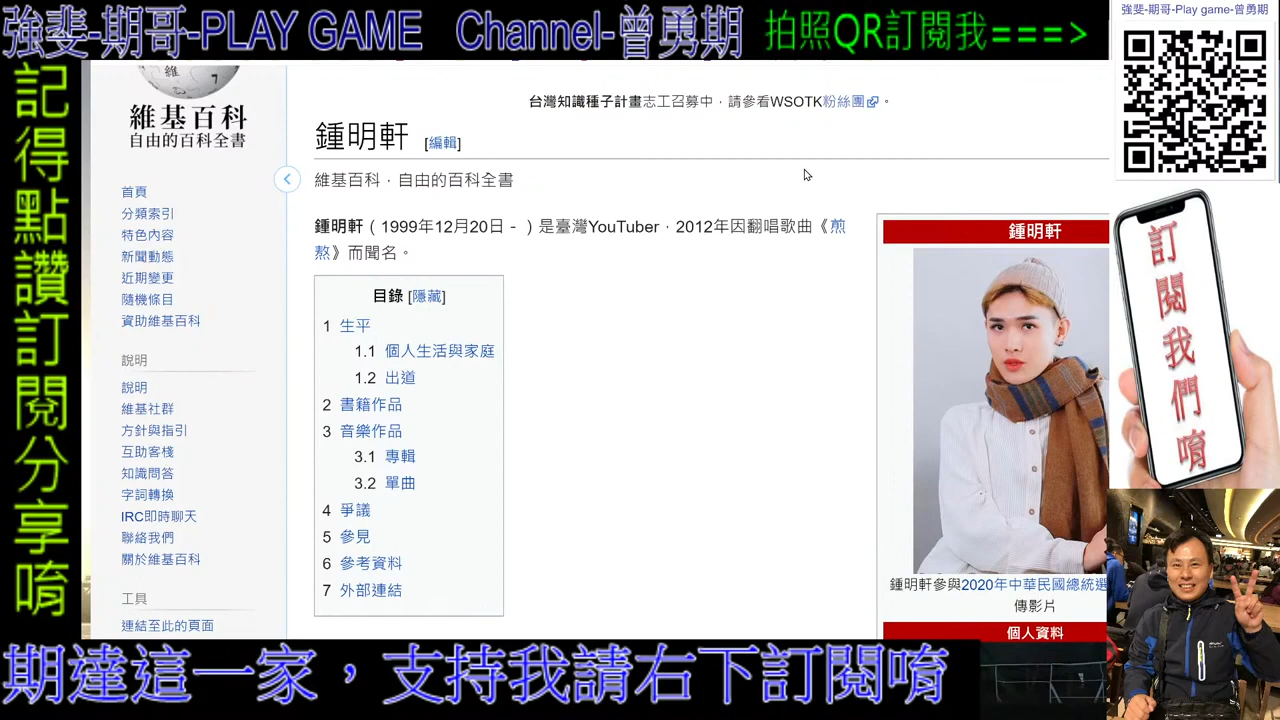 強斐-期哥-PLAY GAME Channel-曾勇期 拍照QR訂閱我===>
強斐-期哥-Play game-曾勇期
記得點讚訂閱分享唷
維基百科
自由的百科全書
首頁
分類索引
特色內容
新聞動態
近期變更
隨機條目
資助維基百科
說明
說明
維基社群
方針與指引
互助客棧
知識問答
字詞轉換
IRC即時聊天
聯絡我們
關於維基百科
工具
連結至此的頁面
台灣知識種子計畫志工召募中,請參看WSOTK粉絲團。
鍾明軒 [編輯]
維基百科,自由的百科全書
鍾明軒(1999年12月20日-)是臺灣YouTuber,2012年因翻唱歌曲《煎
熬》而聞名。
目錄 [隱藏]
1 生平
1.1 個人生活與家庭
1.2 出道
2 書籍作品
3 音樂作品
3.1 專輯
3.2 單曲
4 爭議
5 參見
6 參考資料
7 外部連結
鍾明軒
鍾明軒參與2020年中華民國總統選
傳影片
個人資料
訂閱我們唷
期達這一家,支持我請右下訂閱唷